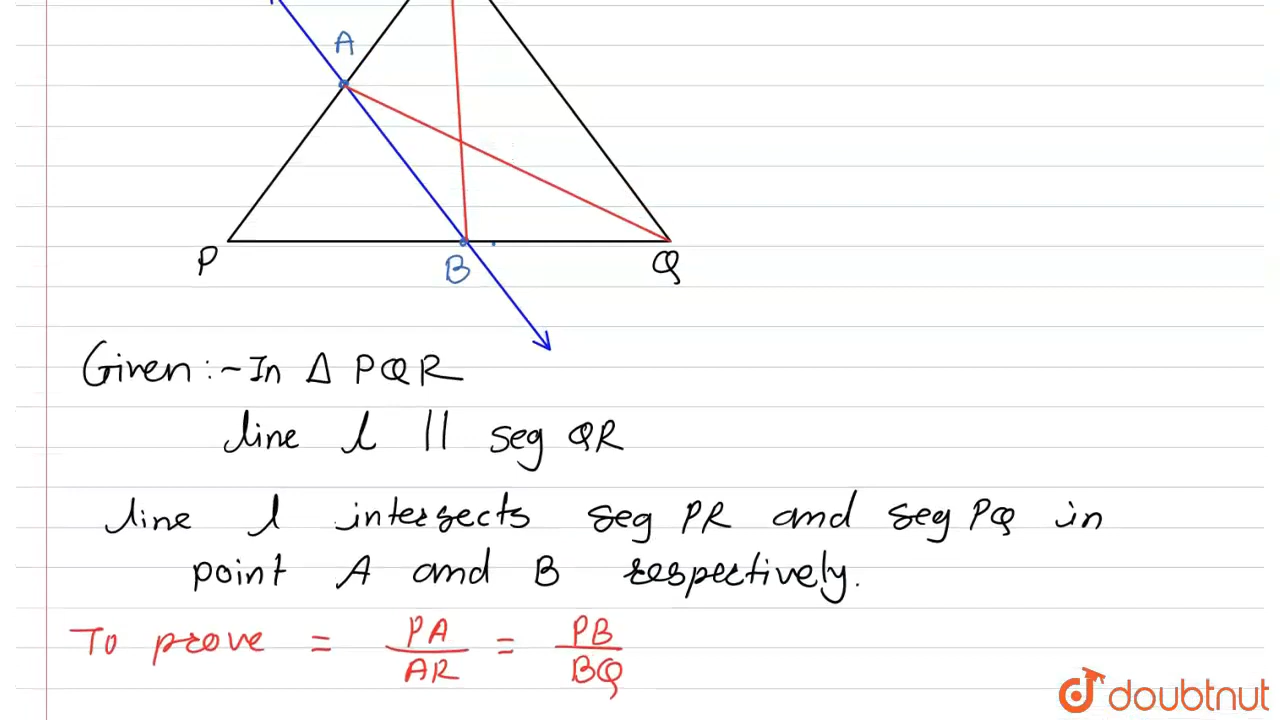 A
P
B
Q
Given :- In Δ PQR
line l || seg QR
line l intersects seg PR and seg PQ in
point A and B respectively.
To prove = PA/AR = PB/BQ
doubtnut